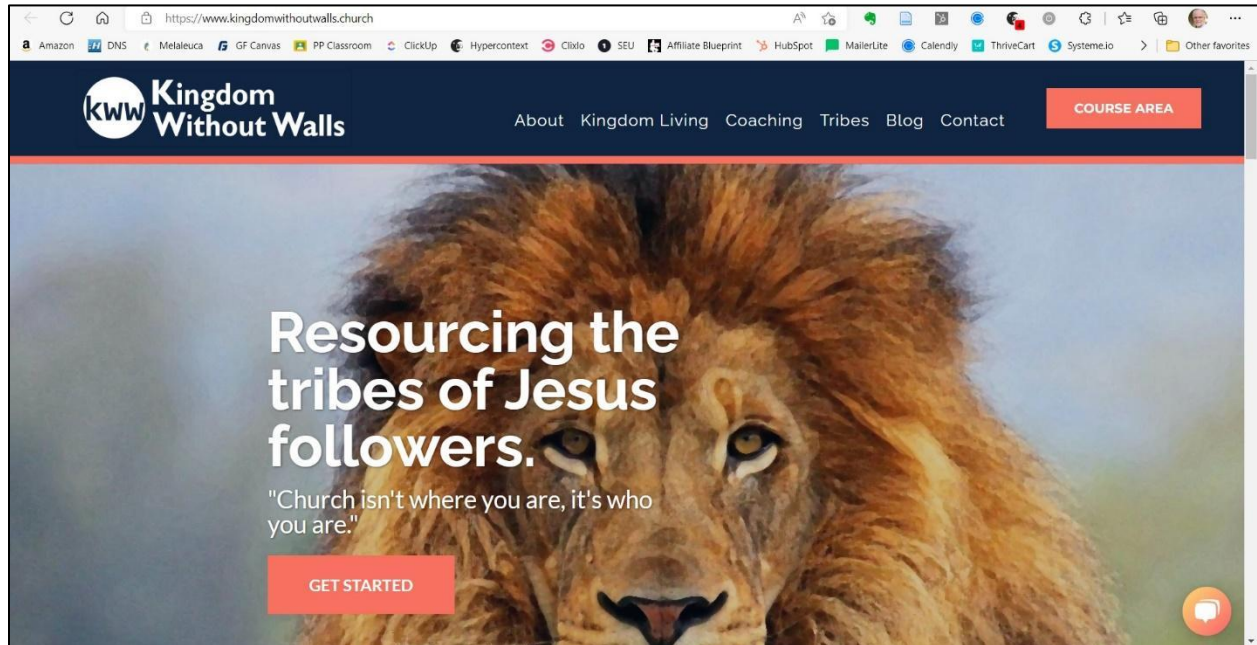 https://www.kingdomwithoutwalls.church
Amazon DNS Melaleuca GF Canvas PP Classroom ClickUp Hypercontext Clixlo SEU Affiliate Blueprint HubSpot MailerLite Calendly ThriveCart Systeme.io Other favorites
kww Kingdom
Without Walls
About Kingdom Living Coaching Tribes Blog Contact
COURSE AREA
Resourcing the
tribes of Jesus
followers.
"Church isn't where you are, it's who
you are."
GET STARTED